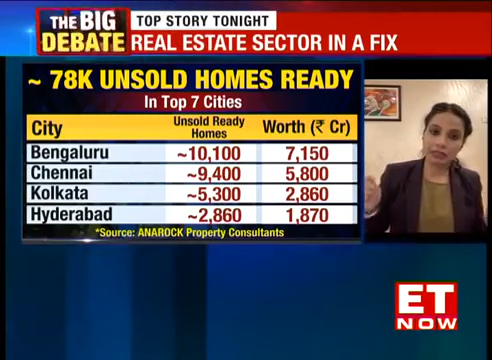 THE BIG
DEBATE
TOP STORY TONIGHT
REAL ESTATE SECTOR IN A FIX
~ 78K UNSOLD HOMES READY
In Top 7 Cities
City Unsold Ready Homes Worth (₹ Cr)
Bengaluru ~10,100 7,150
Chennai ~9,400 5,800
Kolkata ~5,300 2,860
Hyderabad ~2,860 1,870
*Source: ANAROCK Property Consultants
ET
NOW